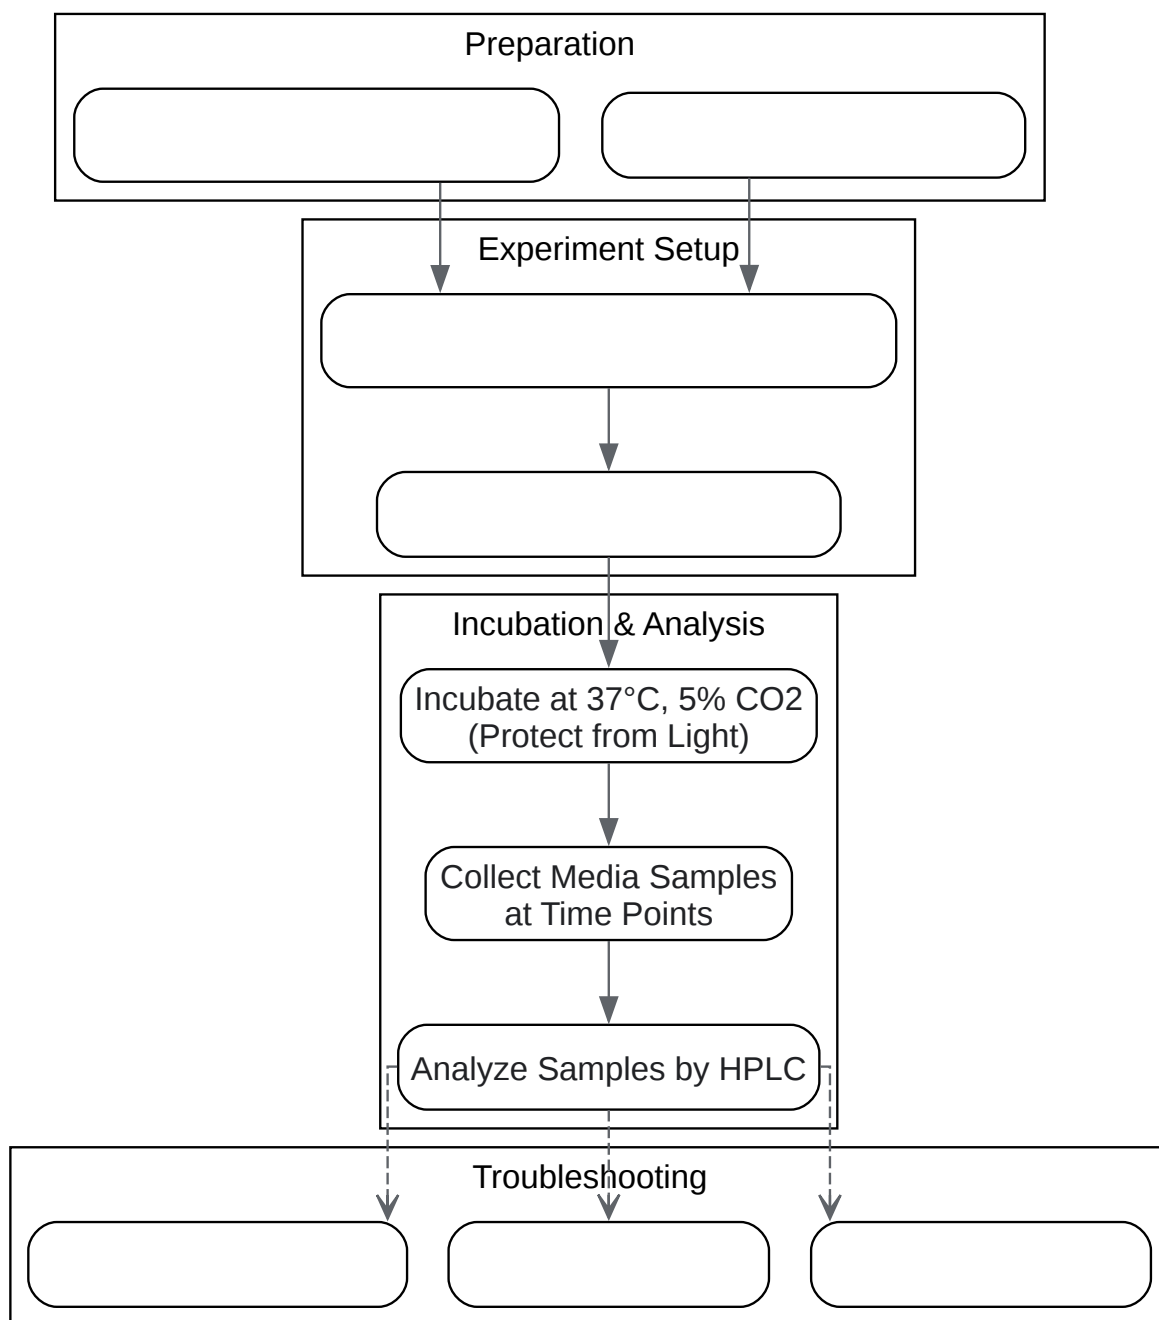 Preparation
Experiment Setup
Incubation & Analysis
Incubate at 37°C, 5% CO2
(Protect from Light)
Collect Media Samples
at Time Points
Analyze Samples by HPLC
Troubleshooting